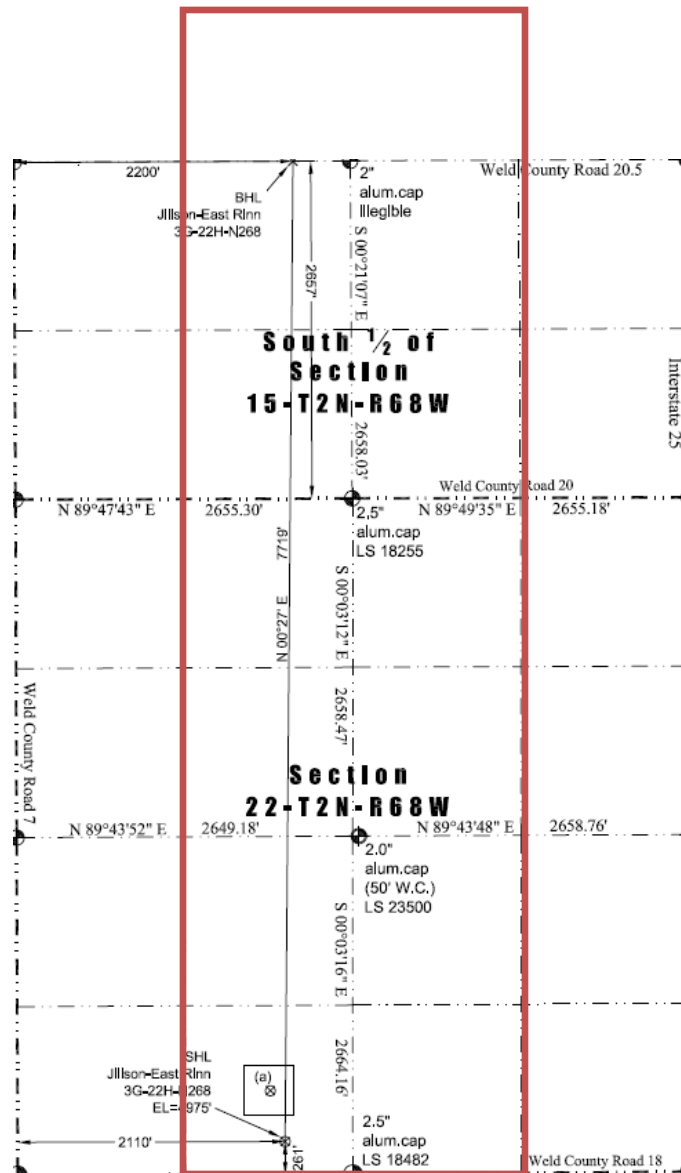 2200'
2"
alum.cap
Illegible
Weld County Road 20.5
BHL
Jillson-East Rinn
3G-22H-N268
S 00°21'07" E
2657'
South 1/2 of
Section
15-T2N-R68W
Interstate 25
2658.03'
Weld County Road 20
N 89°47'43" E
2655.30'
N 89°49'35" E
2655.18'
2.5"
alum.cap
LS 18255
7719'
N 00°27' E
S 00°03'12" E
Weld County Road 7
2658.47'
Section
22-T2N-R68W
N 89°43'52" E
2649.18'
N 89°43'48" E
2658.76'
2.0"
alum.cap
(50' W.C.)
LS 23500
S 00°03'16" E
SHL
Jillson-East Rinn
3G-22H-N268
EL=4975'
(a)
2664.16'
2110'
261'
2.5"
alum.cap
LS 18482
Weld County Road 18